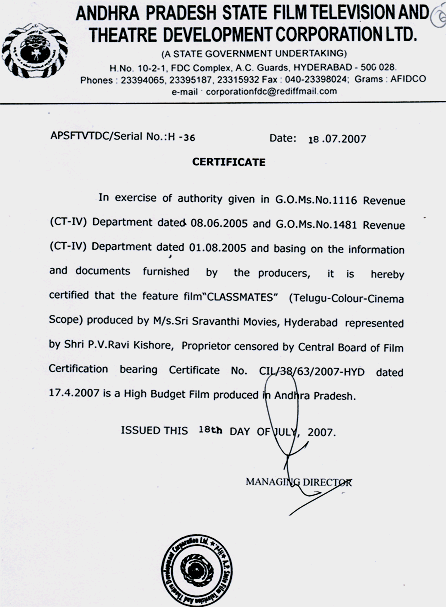 ANDHRA PRADESH STATE FILM TELEVISION AND
THEATRE DEVELOPMENT CORPORATION LTD.
(A STATE GOVERNMENT UNDERTAKING)
H.No. 10-2-1, FDC Complex, A.C. Guards, HYDERABAD - 500 028.
Phones : 23394065, 23395187, 2315932 Fax : 040-23398024; Grams : AFIDCO
e-mail : corporationfdc@rediffmail.com
APSFTVTDC/Serial No.:H -36 Date: 18 .07.2007
CERTIFICATE
In exercise of authority given in G.O.Ms.No.1116 Revenue
(CT-IV) Department dated 08.06.2005 and G.O.Ms.No.1481 Revenue
(CT-IV) Department dated 01.08.2005 and basing on the information
and documents furnished by the producers, it is hereby
certified that the feature film"CLASSMATES" (Telugu-Colour-Cinema
Scope) produced by M/s.Sri Sravanthi Movies, Hyderabad represented
by Shri P.V.Ravi Kishore, Proprietor censored by Central Board of Film
Certification bearing Certificate No. CIL/38/63/2007-HYD dated
17.4.2007 is a High Budget Film produced in Andhra Pradesh.
ISSUED THIS 18th DAY OF JULY, 2007.
MANAGING DIRECTOR